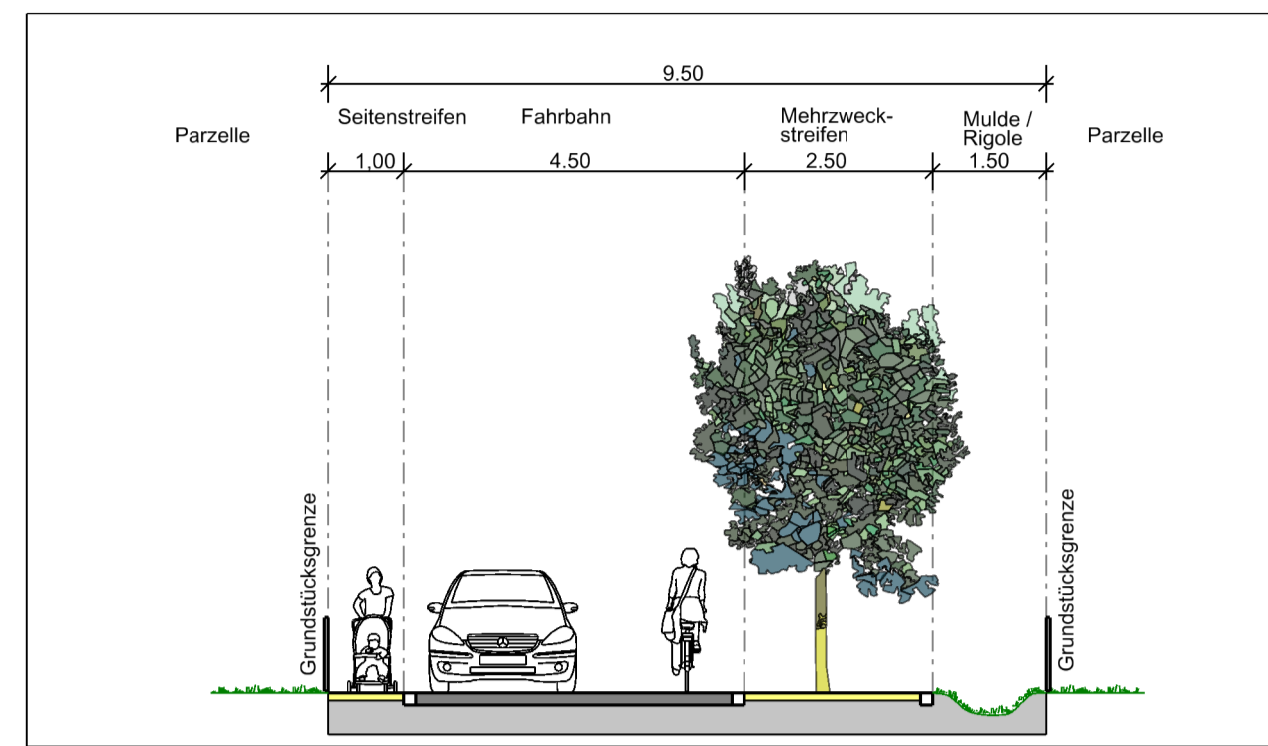 9.50
Seitenstreifen
Fahrbahn
Mehrzweck-
streifen
Mulde /
Rigole
Parzelle
Parzelle
1,00
4.50
2.50
1.50
Grundstücksgrenze
Grundstücksgrenze